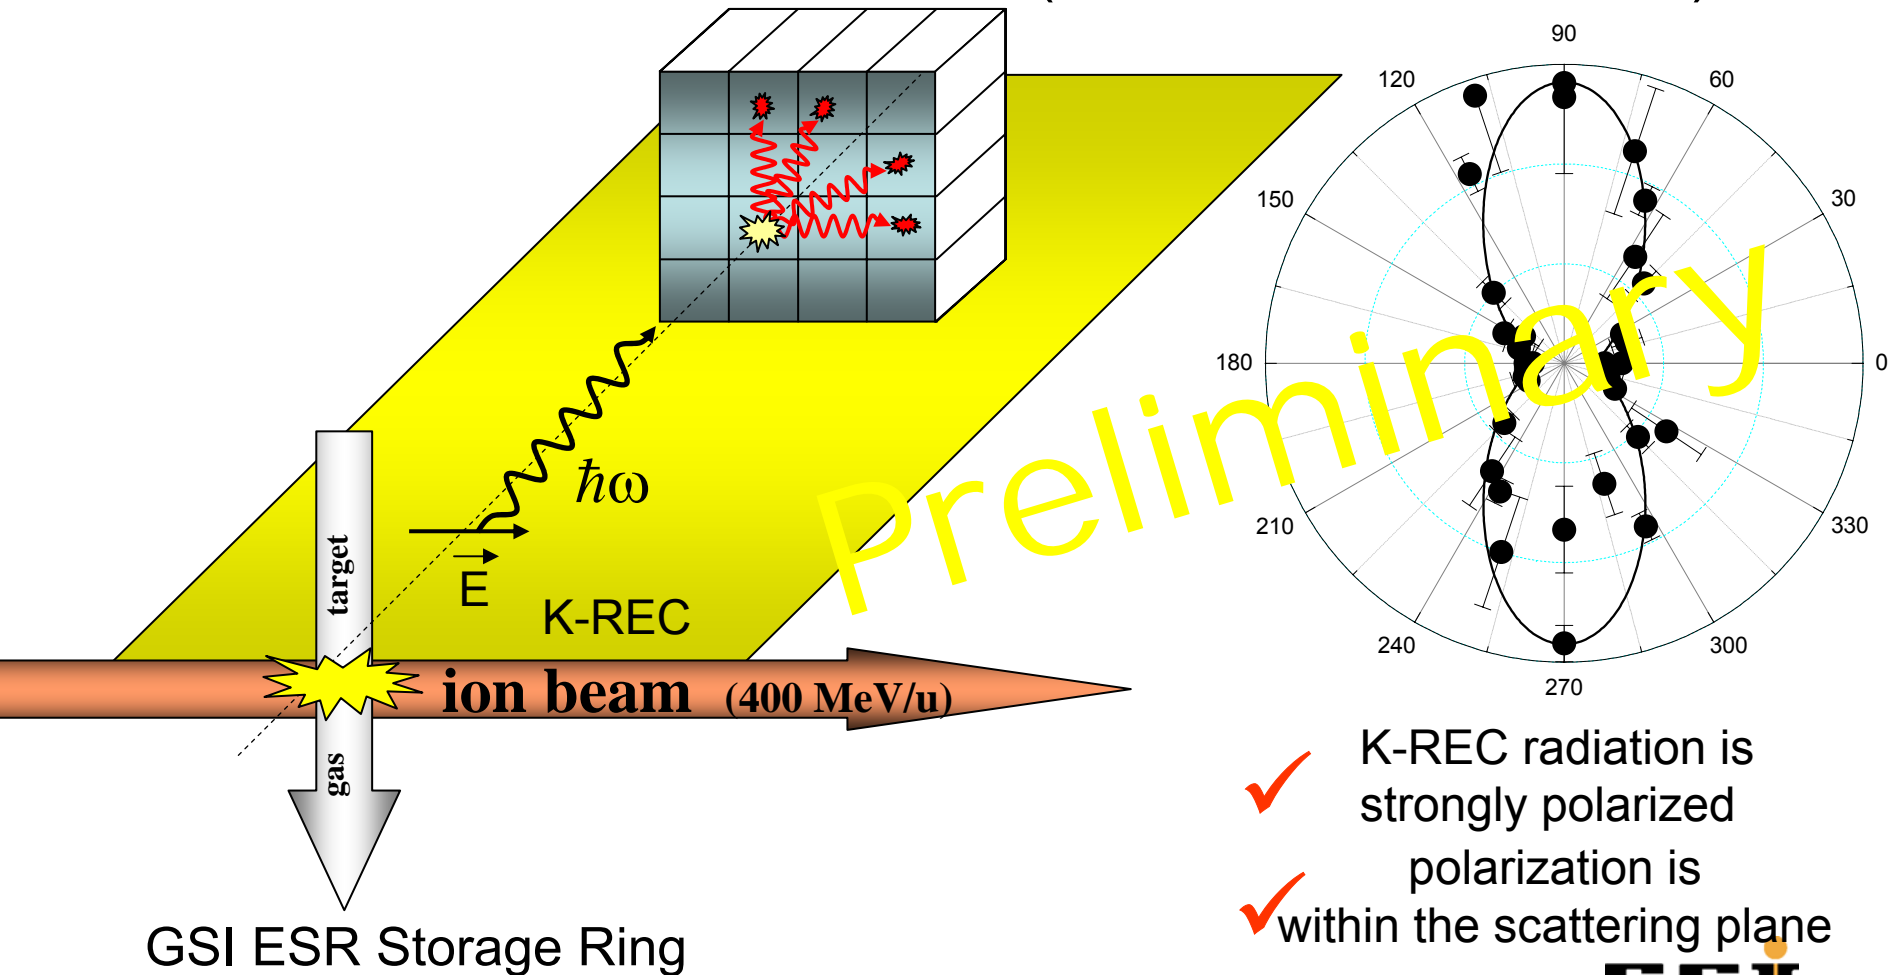 90
120
60
150
30
180
0
210
330
240
300
270
Preliminary
ħω
E
K-REC
target
gas
ion beam (400 MeV/u)
K-REC radiation is
strongly polarized
polarization is
within the scattering plane
GSI ESR Storage Ring